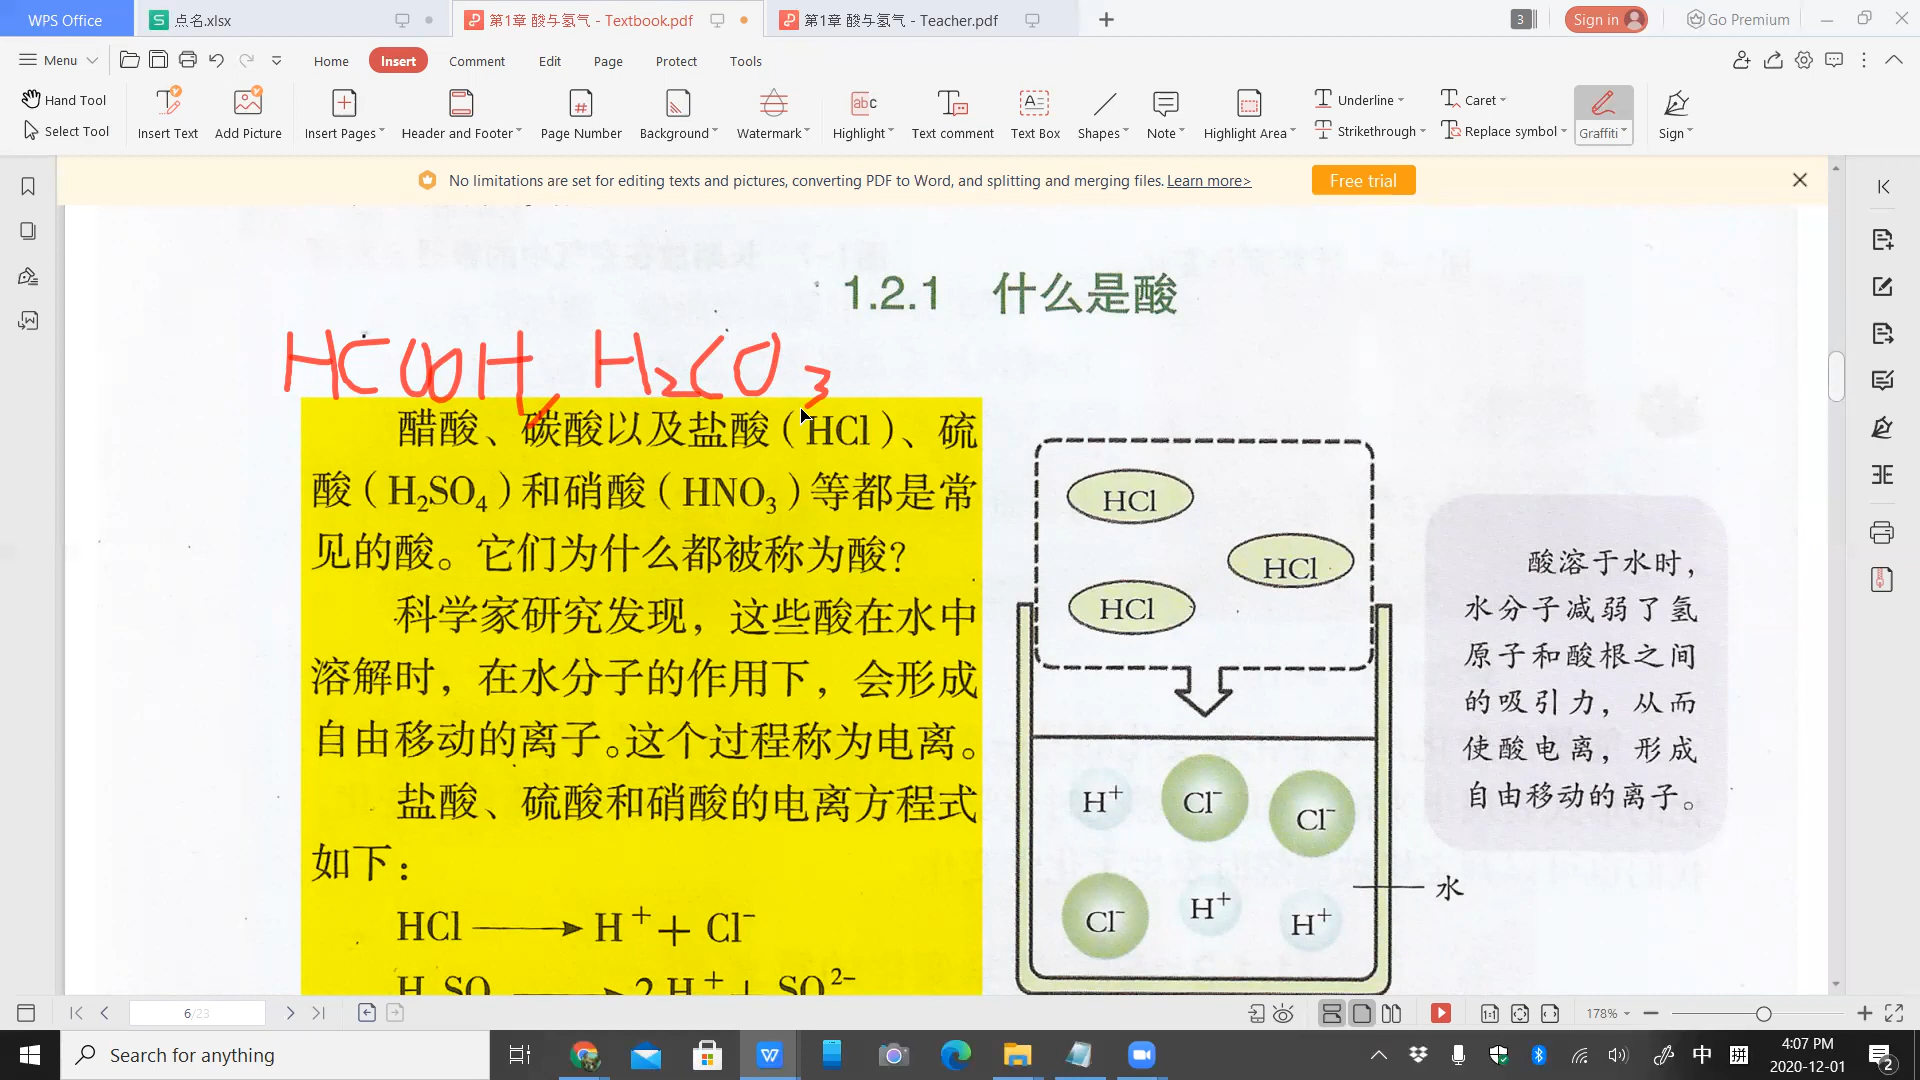 WPS Office
点名.xlsx
第1章 酸与氢气 - Textbook.pdf
第1章 酸与氢气 - Teacher.pdf
3
Sign in
Go Premium
Menu
Home
Insert
Comment
Edit
Page
Protect
Tools
Hand Tool
Select Tool
Insert Text
Add Picture
Insert Pages
Header and Footer
Page Number
Background
Watermark
Highlight
Text comment
Text Box
Shapes
Note
Highlight Area
Underline
Strikethrough
Caret
Replace symbol
Graffiti
Sign
No limitations are set for editing texts and pictures, converting PDF to Word, and splitting and merging files. Learn more>
Free trial
1.2.1 什么是酸
HCOOH, H₂CO₃
醋酸、碳酸以及盐酸(HCl)、硫
酸(H₂SO₄)和硝酸(HNO₃)等都是常
见的酸。它们为什么都被称为酸?
科学家研究发现，这些酸在水中
溶解时，在水分子的作用下，会形成
自由移动的离子。这个过程称为电离。
盐酸、硫酸和硝酸的电离方程式
如下：
HCl ⟶ H⁺ + Cl⁻
H₂SO₄ ⟶ 2 H⁺ + SO²⁻
HCl
HCl
HCl
H⁺
Cl⁻
Cl⁻
Cl⁻
H⁺
H⁺
水
酸溶于水时，
水分子减弱了氢
原子和酸根之间
的吸引力，从而
使酸电离，形成
自由移动的离子。
6/23
178%
Search for anything
中
拼
4:07 PM
2020-12-01
2